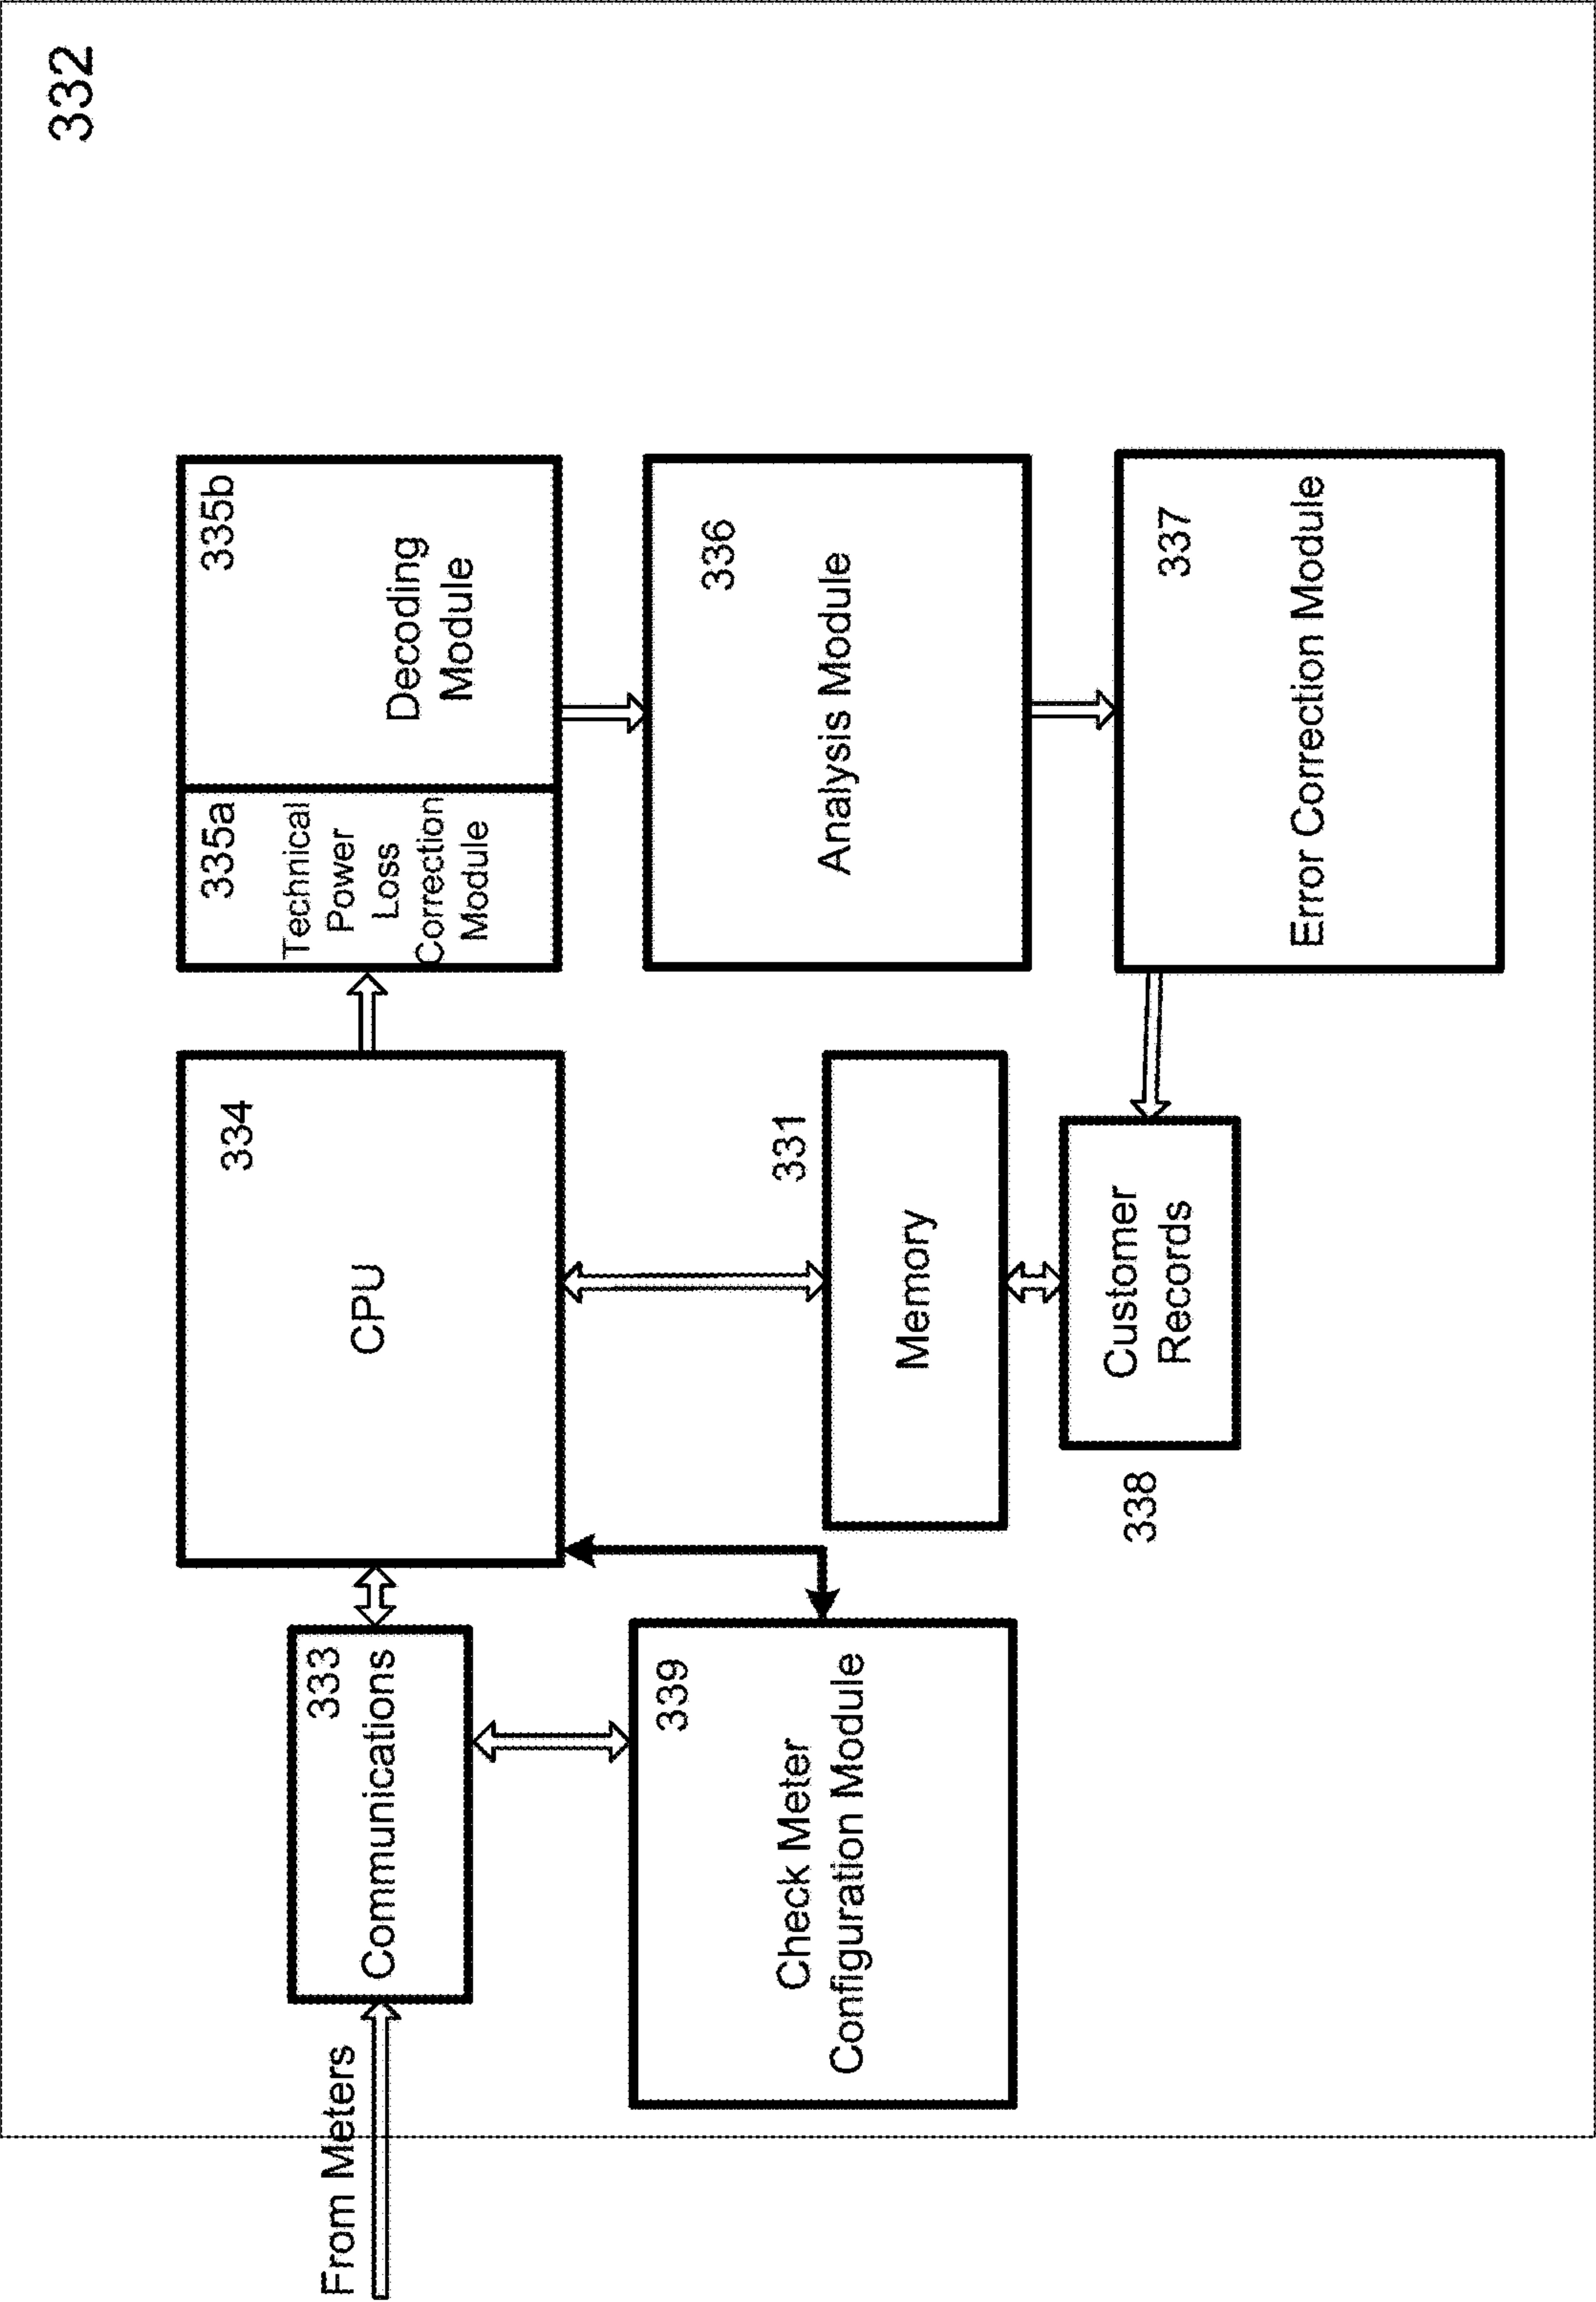 332
From Meters
333
Communications
334
CPU
335a
Technical
Power
Loss
Correction
Module
335b
Decoding
Module
339
Check Meter
Configuration Module
331
Memory
336
Analysis Module
338
Customer
Records
337
Error Correction Module